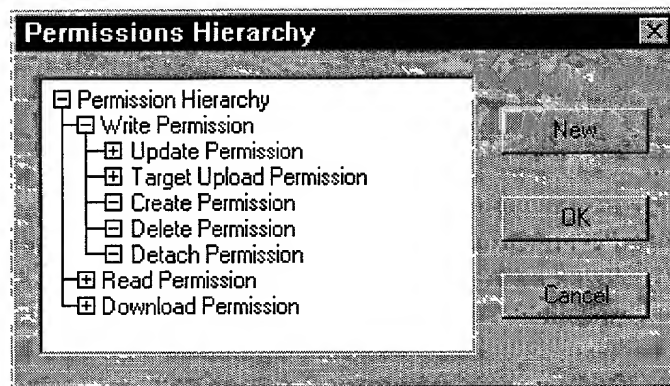 Permissions Hierarchy
Permission Hierarchy
Write Permission
Update Permission
Target Upload Permission
Create Permission
Delete Permission
Detach Permission
Read Permission
Download Permission
New
OK
Cancel